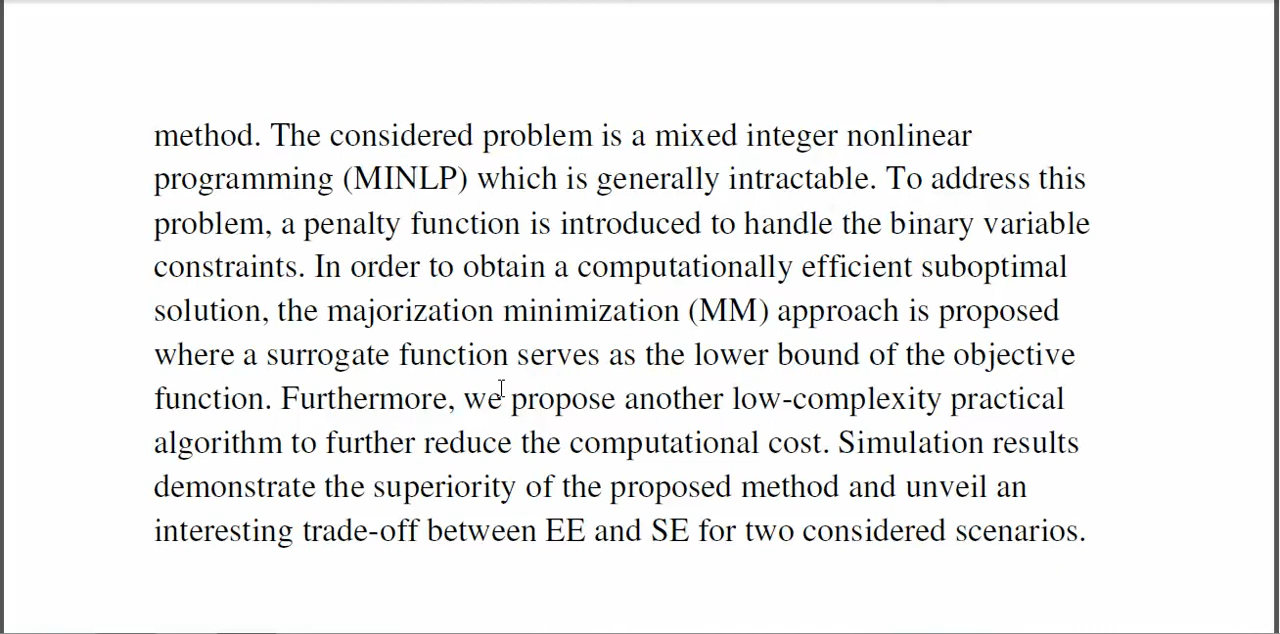 method. The considered problem is a mixed integer nonlinear
programming (MINLP) which is generally intractable. To address this
problem, a penalty function is introduced to handle the binary variable
constraints. In order to obtain a computationally efficient suboptimal
solution, the majorization minimization (MM) approach is proposed
where a surrogate function serves as the lower bound of the objective
function. Furthermore, we propose another low-complexity practical
algorithm to further reduce the computational cost. Simulation results
demonstrate the superiority of the proposed method and unveil an
interesting trade-off between EE and SE for two considered scenarios.